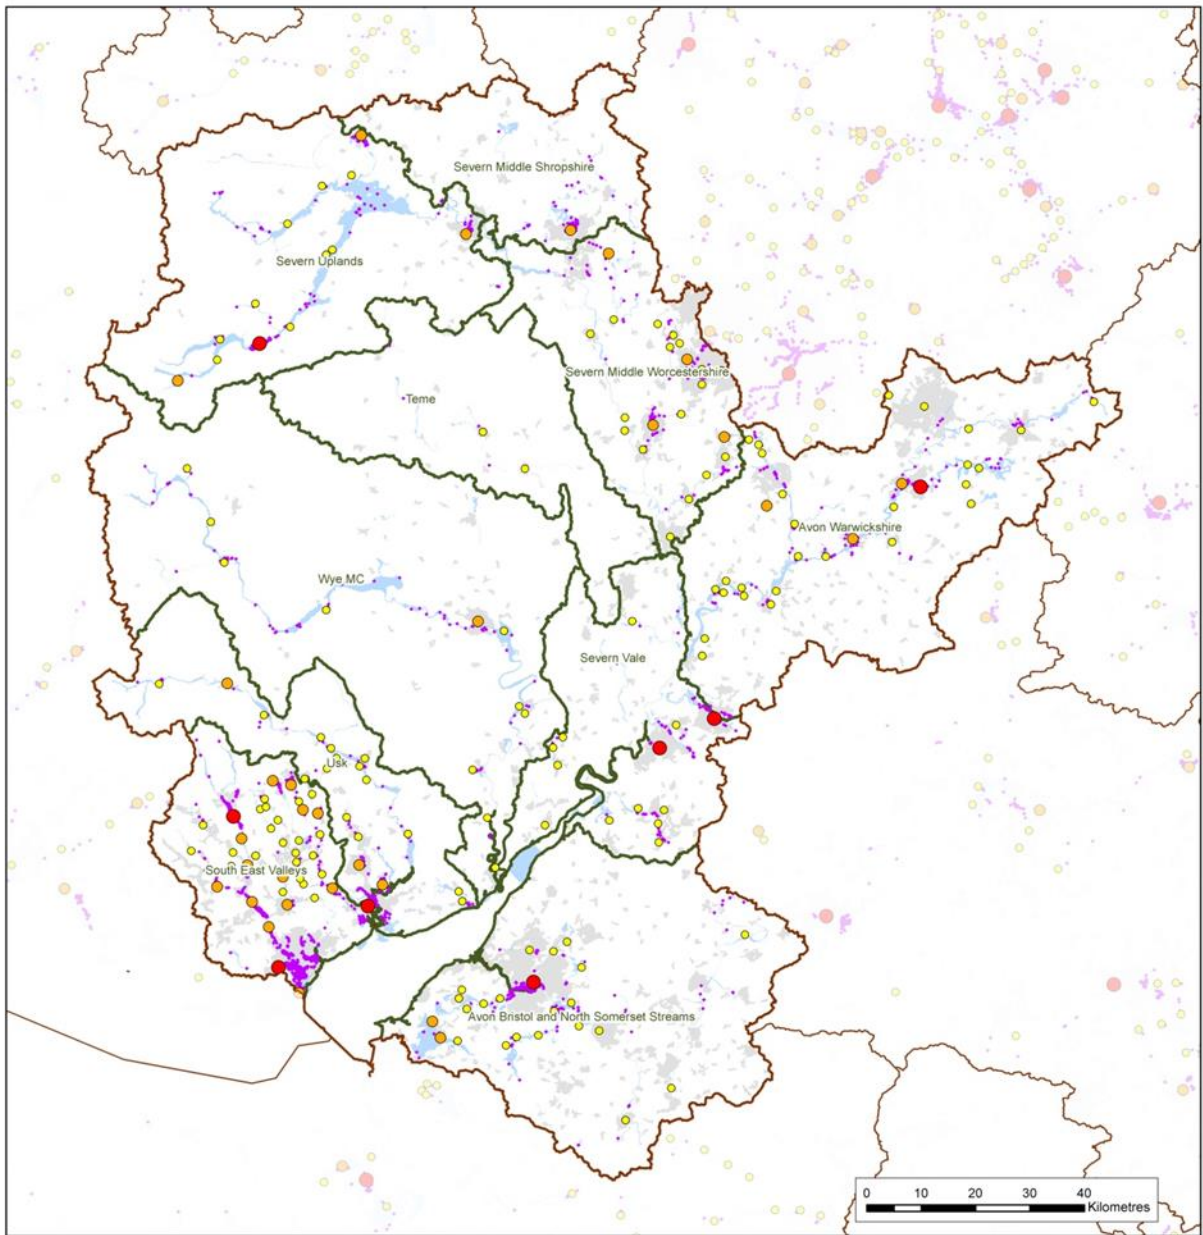 Severn Middle Shropshire
Severn Uplands
Severn Middle Worcestershire
Teme
Avon Warwickshire
Wye MC
Severn Vale
Usk
South East Valleys
Avon Bristol and North Somerset Streams
0 10 20 30 40
Kilometres